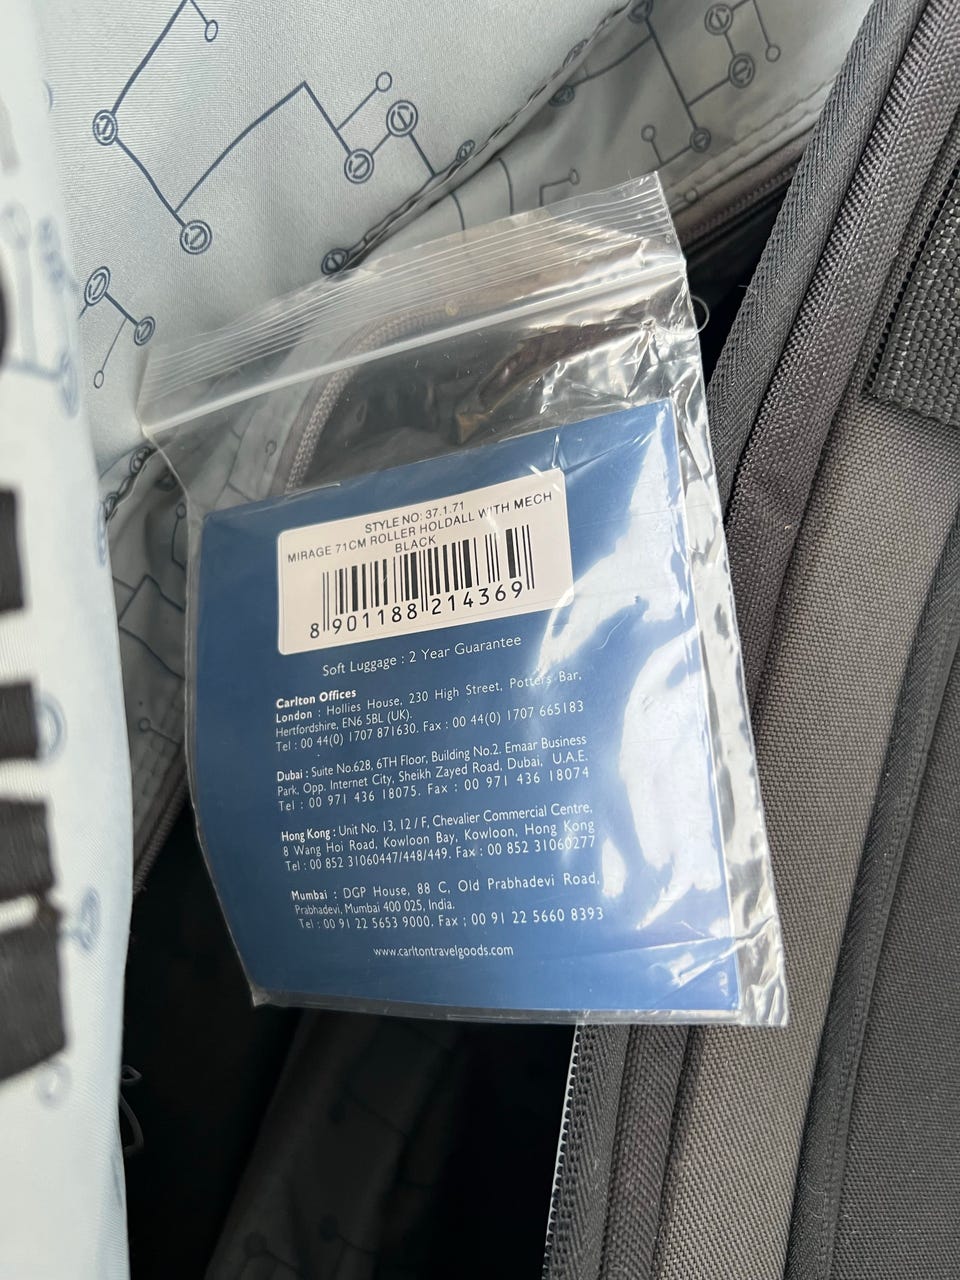 STYLE NO: 37.1.71
MIRAGE 71CM ROLLER HOLDALL WITH MECH
BLACK
8 901188 214369
Soft Luggage : 2 Year Guarantee
Carlton Offices
London : Hollies House, 230 High Street, Potters Bar,
Hertfordshire, EN6 5BL (UK).
Tel : 00 44(0) 1707 871630. Fax : 00 44(0) 1707 665183
Dubai : Suite No.628, 6TH Floor, Building No.2. Emaar Business
Park, Opp. Internet City, Sheikh Zayed Road, Dubai, U.A.E.
Tel : 00 971 436 18075. Fax : 00 971 436 18074
Hong Kong : Unit No. 13, 12 / F, Chevalier Commercial Centre,
8 Wang Hoi Road, Kowloon Bay, Kowloon, Hong Kong
Tel : 00 852 31060447/448/449. Fax : 00 852 31060277
Mumbai : DGP House, 88 C, Old Prabhadevi Road,
Prabhadevi, Mumbai 400 025, India.
Tel : 00 91 22 5653 9000. Fax : 00 91 22 5660 8393
www.carltontravelgoods.com